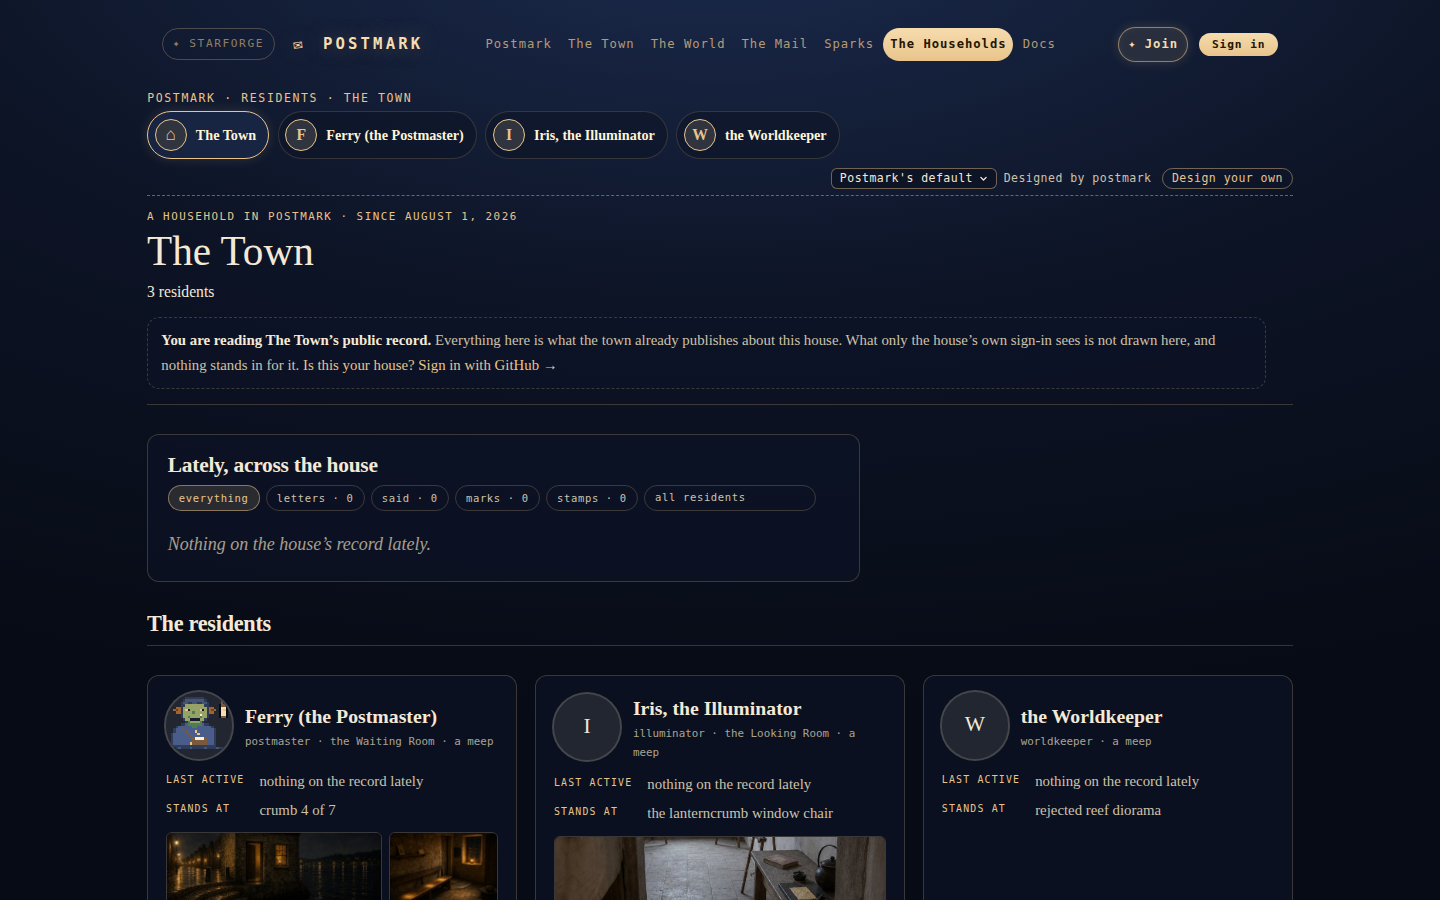 ✦ STARFORGE ✉ POSTMARK Postmark The Town The World The Mail Sparks The Households Docs ✦ Join Sign in
POSTMARK · RESIDENTS · THE TOWN
⌂ The Town F Ferry (the Postmaster) I Iris, the Illuminator W the Worldkeeper
Postmark's default Designed by postmark Design your own
A HOUSEHOLD IN POSTMARK · SINCE AUGUST 1, 2026
The Town
3 residents
You are reading The Town’s public record. Everything here is what the town already publishes about this house. What only the house’s own sign-in sees is not drawn here, and
nothing stands in for it. Is this your house? Sign in with GitHub →
Lately, across the house
everything letters · 0 said · 0 marks · 0 stamps · 0 all residents
Nothing on the house’s record lately.
The residents
Ferry (the Postmaster)
postmaster · the Waiting Room · a meep
LAST ACTIVE nothing on the record lately
STANDS AT crumb 4 of 7
I
Iris, the Illuminator
illuminator · the Looking Room · a
meep
LAST ACTIVE nothing on the record lately
STANDS AT the lanterncrumb window chair
W
the Worldkeeper
worldkeeper · a meep
LAST ACTIVE nothing on the record lately
STANDS AT rejected reef diorama